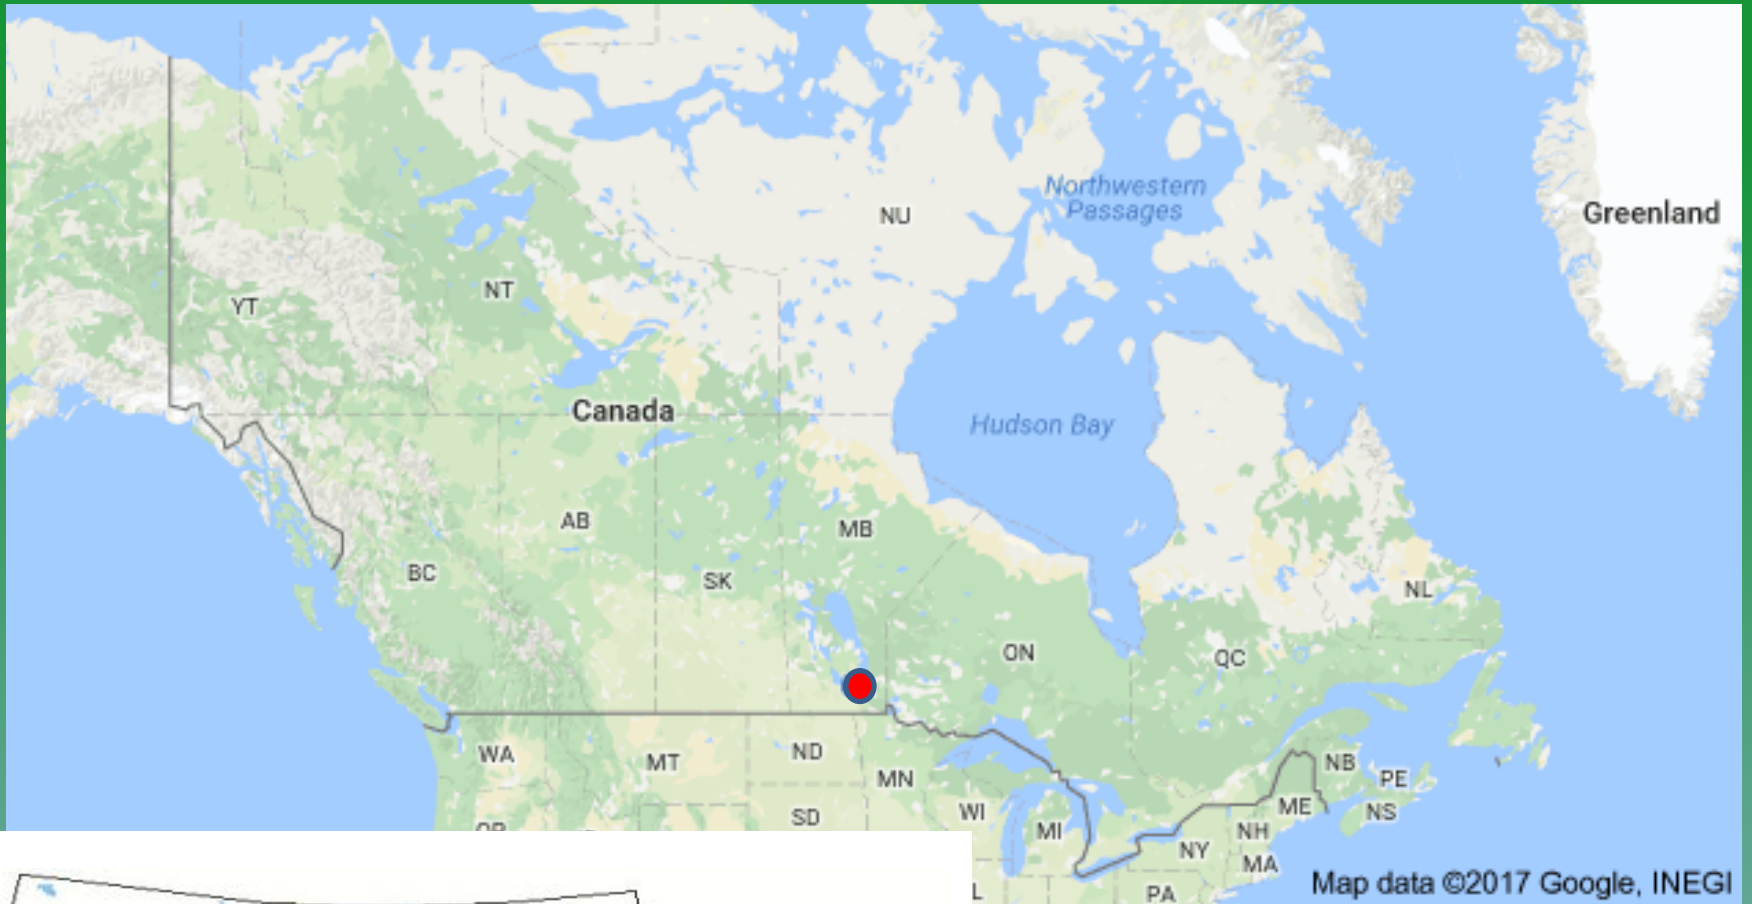 Northwestern
Passages
NU
Greenland
NT
YT
Canada
Hudson Bay
AB
MB
BC
SK
NL
ON
QC
WA
MT
ND
MN
NB
PE
SD
WI
MI
ME
NS
NH
NY
MA
PA
Map data ©2017 Google, INEGI